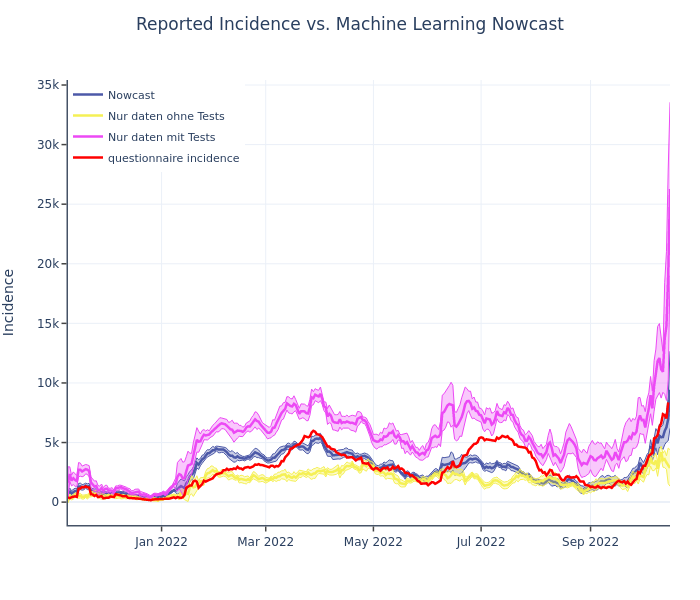 Reported Incidence vs. Machine Learning Nowcast
35k
30k
25k
20k
15k
10k
5k
0
Incidence
Nowcast
Nur daten ohne Tests
Nur daten mit Tests
questionnaire incidence
Jan 2022
Mar 2022
May 2022
Jul 2022
Sep 2022